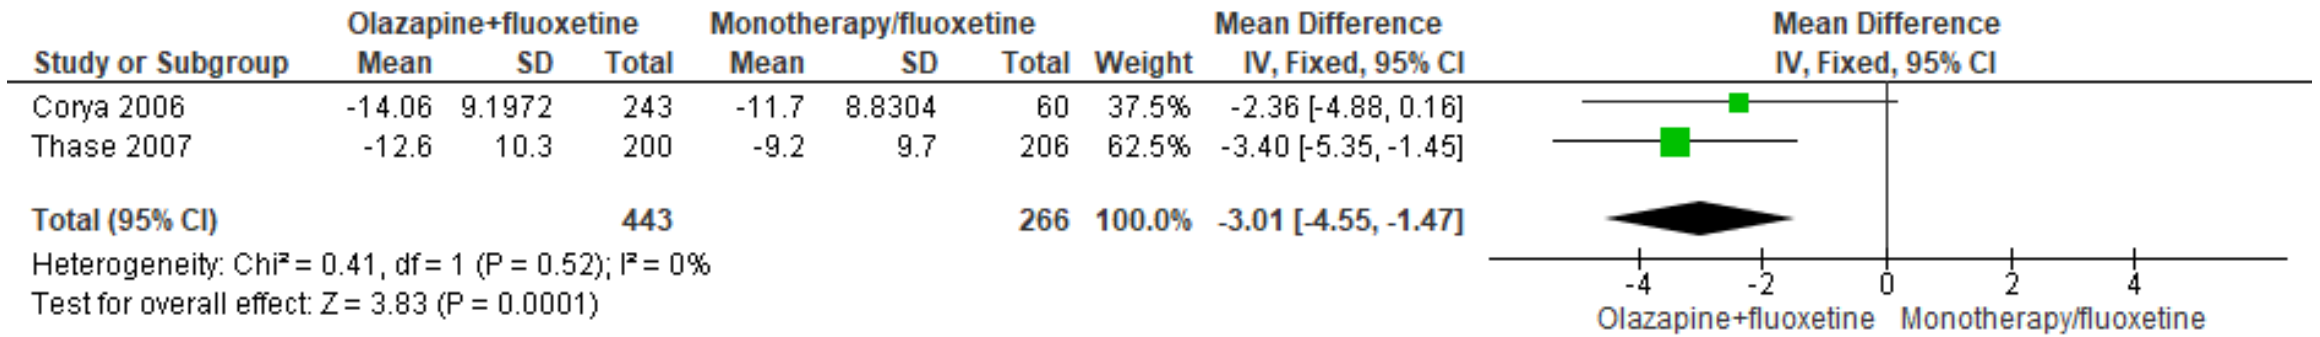 Olazapine+fluoxetine Monotherapy/fluoxetine Mean Difference Mean Difference
Study or Subgroup Mean SD Total Mean SD Total Weight IV, Fixed, 95% CI IV, Fixed, 95% CI
Corya 2006 -14.06 9.1972 243 -11.7 8.8304 60 37.5% -2.36 [-4.88, 0.16]
Thase 2007 -12.6 10.3 200 -9.2 9.7 206 62.5% -3.40 [-5.35, -1.45]
Total (95% CI) 443 266 100.0% -3.01 [-4.55, -1.47]
Heterogeneity: Chi² = 0.41, df = 1 (P = 0.52); I² = 0%
Test for overall effect: Z = 3.83 (P = 0.0001)
-4 -2 0 2 4
Olazapine+fluoxetine Monotherapy/fluoxetine